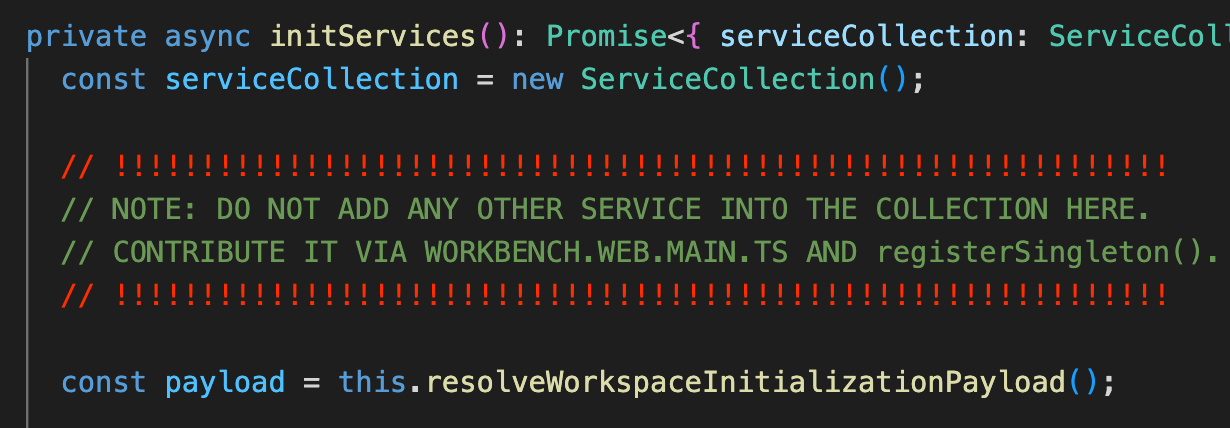 private async initServices(): Promise<{ serviceCollection: ServiceColl
const serviceCollection = new ServiceCollection();
// !!!!!!!!!!!!!!!!!!!!!!!!!!!!!!!!!!!!!!!!!!!!!!!!!!!!!!!!!!!!!
// NOTE: DO NOT ADD ANY OTHER SERVICE INTO THE COLLECTION HERE.
// CONTRIBUTE IT VIA WORKBENCH.WEB.MAIN.TS AND registerSingleton().
// !!!!!!!!!!!!!!!!!!!!!!!!!!!!!!!!!!!!!!!!!!!!!!!!!!!!!!!!!!!!!
const payload = this.resolveWorkspaceInitializationPayload();